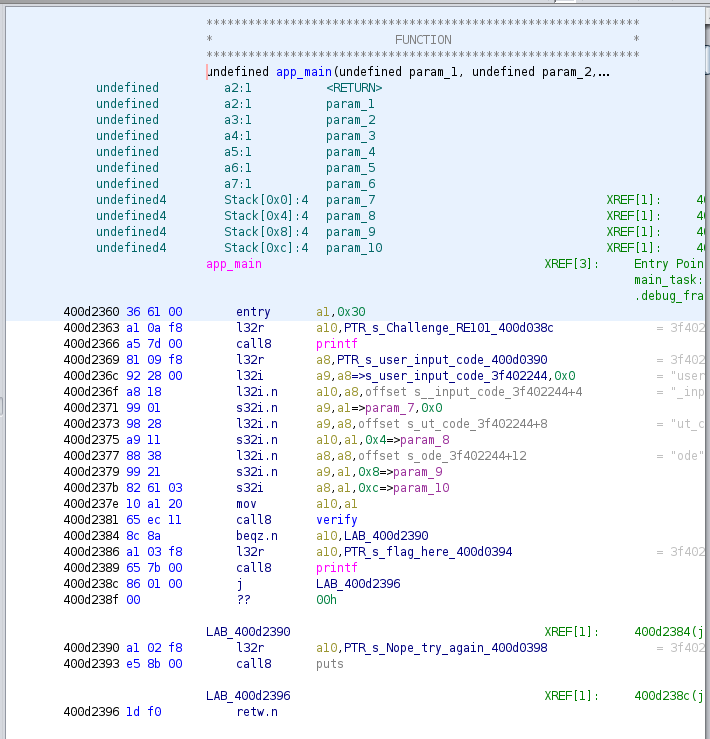 *************************************************************
* FUNCTION *
*************************************************************
undefined app_main(undefined param_1, undefined param_2,...
undefined a2:1 <RETURN>
undefined a2:1 param_1
undefined a3:1 param_2
undefined a4:1 param_3
undefined a5:1 param_4
undefined a6:1 param_5
undefined a7:1 param_6
undefined4 Stack[0x0]:4 param_7 XREF[1]: 40
undefined4 Stack[0x4]:4 param_8 XREF[1]: 40
undefined4 Stack[0x8]:4 param_9 XREF[1]: 40
undefined4 Stack[0xc]:4 param_10 XREF[1]: 40
app_main XREF[3]: Entry Poin
main_task:
.debug_fra
400d2360 36 61 00 entry a1,0x30
400d2363 a1 0a f8 l32r a10,PTR_s_Challenge_RE101_400d038c = 3f402
400d2366 a5 7d 00 call8 printf
400d2369 81 09 f8 l32r a8,PTR_s_user_input_code_400d0390 = 3f402
400d236c 92 28 00 l32i a9,a8=>s_user_input_code_3f402244,0x0 = "user
400d236f a8 18 l32i.n a10,a8,offset s__input_code_3f402244+4 = "_inp
400d2371 99 01 s32i.n a9,a1=>param_7,0x0
400d2373 98 28 l32i.n a9,a8,offset s_ut_code_3f402244+8 = "ut_c
400d2375 a9 11 s32i.n a10,a1,0x4=>param_8
400d2377 88 38 l32i.n a8,a8,offset s_ode_3f402244+12 = "ode"
400d2379 99 21 s32i.n a9,a1,0x8=>param_9
400d237b 82 61 03 s32i a8,a1,0xc=>param_10
400d237e 10 a1 20 mov a10,a1
400d2381 65 ec 11 call8 verify
400d2384 8c 8a beqz.n a10,LAB_400d2390
400d2386 a1 03 f8 l32r a10,PTR_s_flag_here_400d0394 = 3f402
400d2389 65 7b 00 call8 printf
400d238c 86 01 00 j LAB_400d2396
400d238f 00 ?? 00h
LAB_400d2390 XREF[1]: 400d2384(j
400d2390 a1 02 f8 l32r a10,PTR_s_Nope_try_again_400d0398 = 3f402
400d2393 e5 8b 00 call8 puts
LAB_400d2396 XREF[1]: 400d238c(j
400d2396 1d f0 retw.n